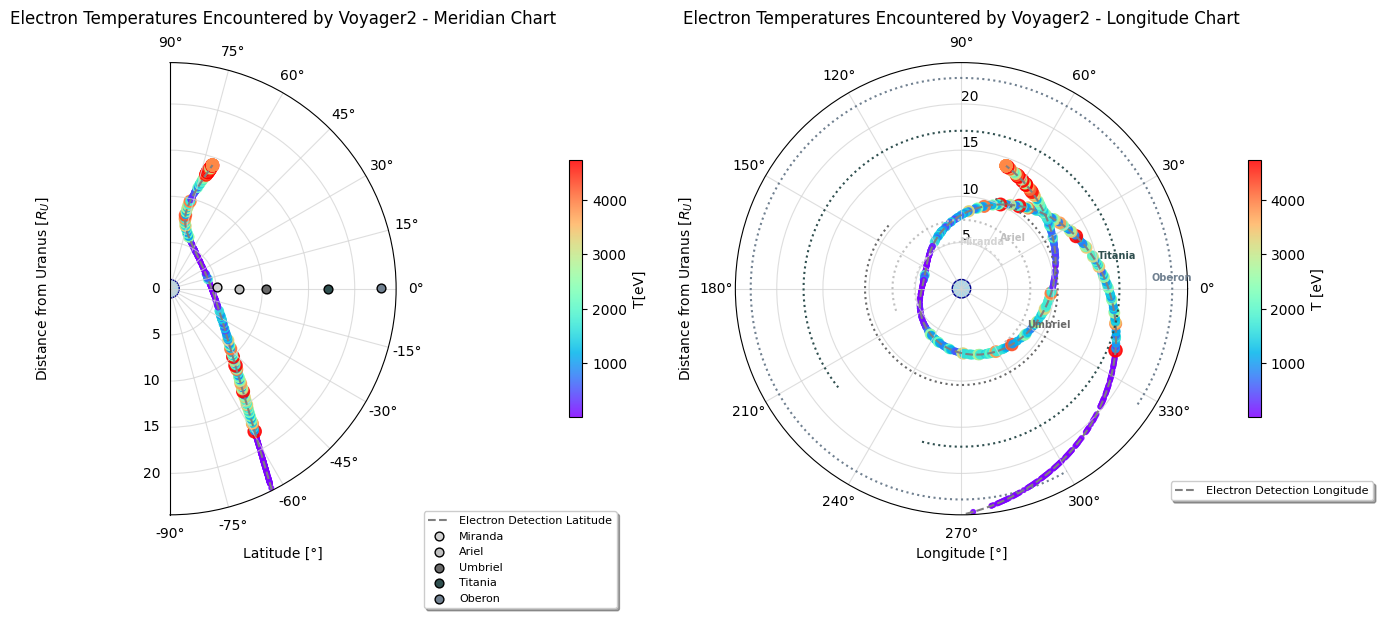 Electron Temperatures Encountered by Voyager2 - Meridian Chart
90°
75°
60°
45°
30°
15°
0°
-15°
-30°
-45°
-60°
-75°
-90°
0
5
10
15
20
Distance from Uranus [RU]
Latitude [°]
4000
3000
2000
1000
T[eV]
Electron Detection Latitude
Miranda
Ariel
Umbriel
Titania
Oberon
Electron Temperatures Encountered by Voyager2 - Longitude Chart
90°
60°
30°
0°
330°
300°
270°
240°
210°
180°
150°
120°
20
15
10
5
Miranda
Ariel
Titania
Oberon
Umbriel
Distance from Uranus [RU]
Longitude [°]
4000
3000
2000
1000
T [eV]
Electron Detection Longitude